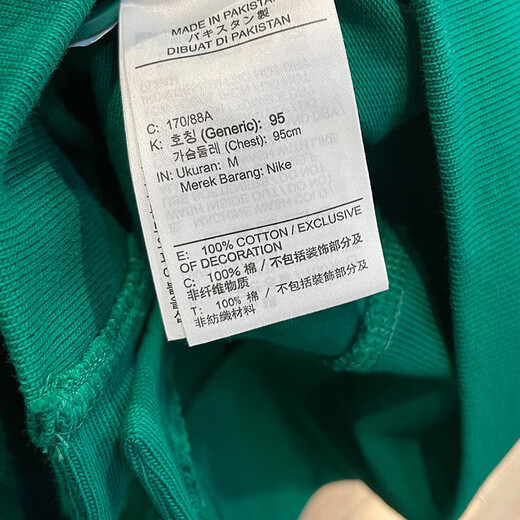 MADE IN PAKISTAN
パキスタン製
DIBUAT DI PAKISTAN
C: 170/88A
K: 호칭 (Generic): 95
가슴둘레 (Chest): 95cm
IN: Ukuran: M
Merek Barang: Nike
E: 100% COTTON / EXCLUSIVE
OF DECORATION
C: 100% 棉 / 不包括装饰部分及
非纤维物质
T: 100% 棉 / 不包括裝飾部分及
非紡織材料